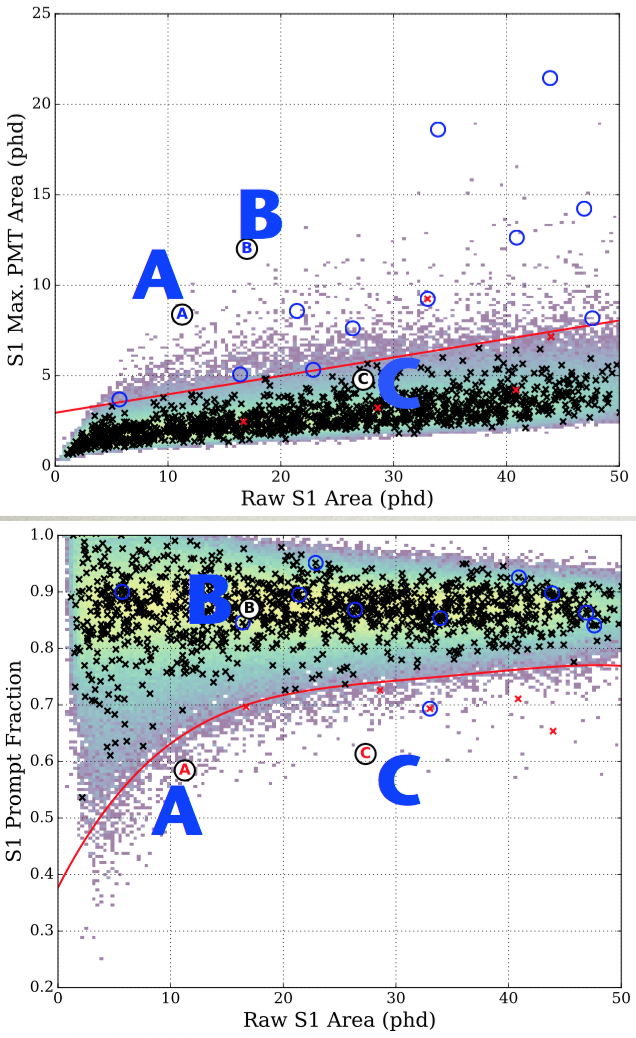 25
20
15
10
5
0
S1 Max. PMT Area (phd)
B
B
A
A
C
C
0 10 20 30 40 50
Raw S1 Area (phd)
1.0
0.9
0.8
0.7
0.6
0.5
0.4
0.3
0.2
S1 Prompt Fraction
B
B
A
A
C
C
0 10 20 30 40 50
Raw S1 Area (phd)